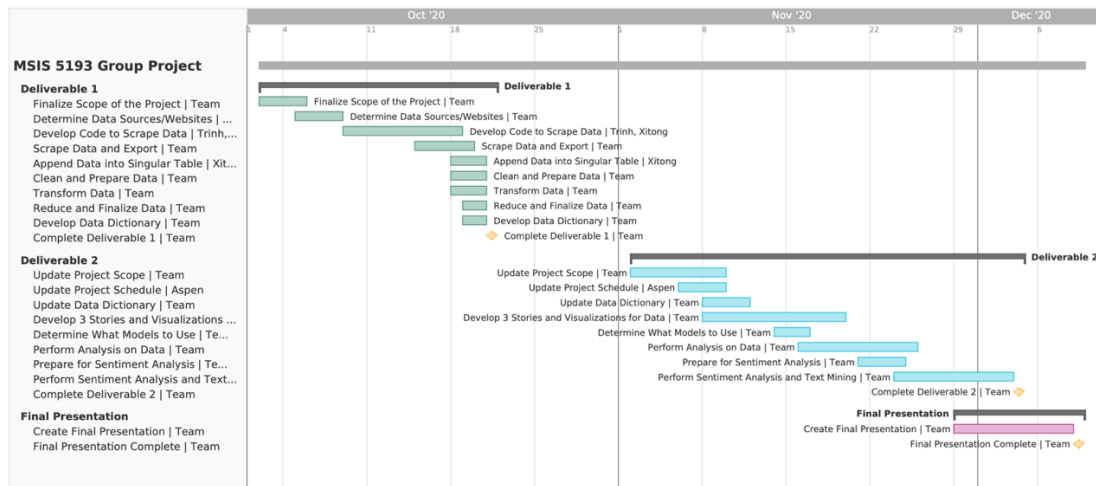 Oct '20 Nov '20 Dec '20
1 4 11 18 25 1 8 15 22 29 6
MSIS 5193 Group Project
Deliverable 1 Deliverable 1
Finalize Scope of the Project | Team Finalize Scope of the Project | Team
Determine Data Sources/Websites | ... Determine Data Sources/Websites | Team
Develop Code to Scrape Data | Trinh,... Develop Code to Scrape Data | Trinh, Xitong
Scrape Data and Export | Team Scrape Data and Export | Team
Append Data into Singular Table | Xit... Append Data into Singular Table | Xitong
Clean and Prepare Data | Team Clean and Prepare Data | Team
Transform Data | Team Transform Data | Team
Reduce and Finalize Data | Team Reduce and Finalize Data | Team
Develop Data Dictionary | Team Develop Data Dictionary | Team
Complete Deliverable 1 | Team Complete Deliverable 1 | Team
Deliverable 2 Deliverable 2
Update Project Scope | Team Update Project Scope | Team
Update Project Schedule | Aspen Update Project Schedule | Aspen
Update Data Dictionary | Team Update Data Dictionary | Team
Develop 3 Stories and Visualizations ... Develop 3 Stories and Visualizations for Data | Team
Determine What Models to Use | Te... Determine What Models to Use | Team
Perform Analysis on Data | Team Perform Analysis on Data | Team
Prepare for Sentiment Analysis | Te... Prepare for Sentiment Analysis | Team
Perform Sentiment Analysis and Text... Perform Sentiment Analysis and Text Mining | Team
Complete Deliverable 2 | Team Complete Deliverable 2 | Team
Final Presentation Final Presentation
Create Final Presentation | Team Create Final Presentation | Team
Final Presentation Complete | Team Final Presentation Complete | Team